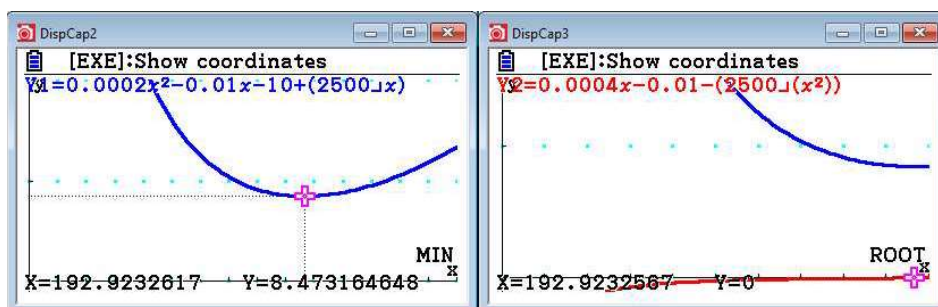 DispCap2
[EXE]:Show coordinates
Y1=0.0002x²-0.01x-10+(2500⌟x)
y
MIN
x
X=192.9232617 Y=8.473164648
DispCap3
[EXE]:Show coordinates
Y2=0.0004x-0.01-(2500⌟(x²))
y
ROOT
x
X=192.9232567 Y=0